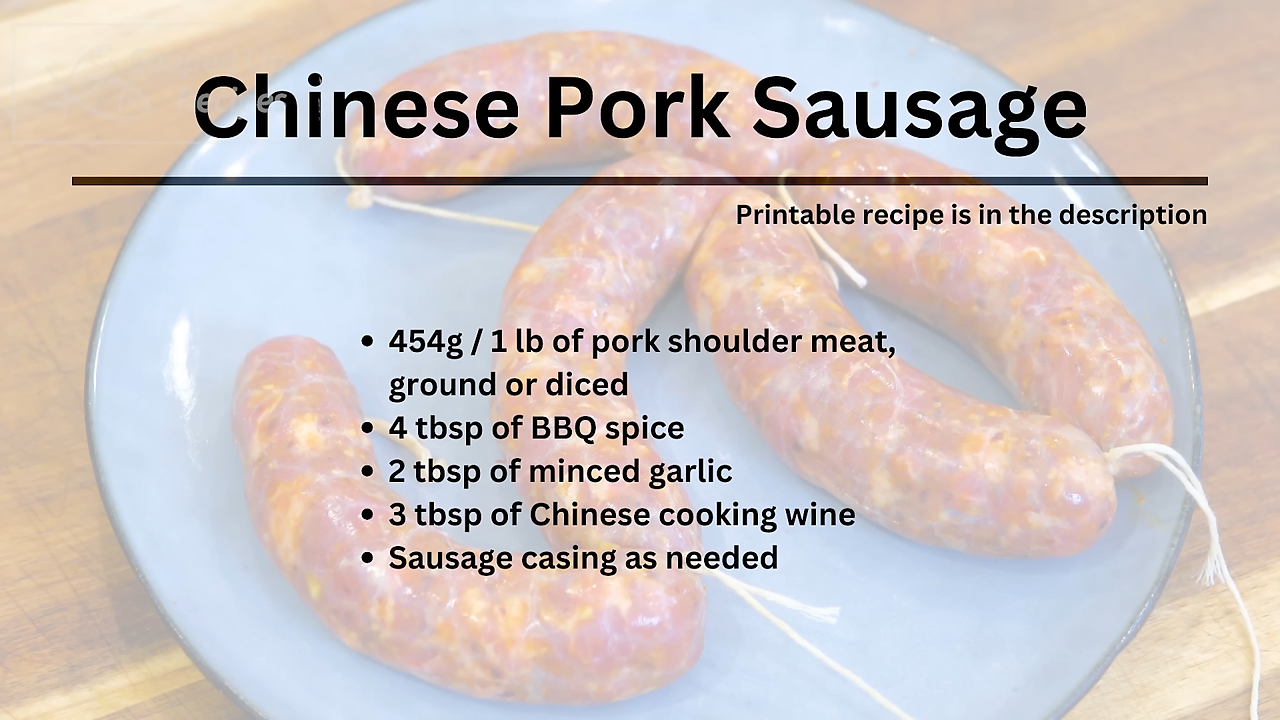 Chinese Pork Sausage
Printable recipe is in the description
• 454g / 1 lb of pork shoulder meat,
ground or diced
• 4 tbsp of BBQ spice
• 2 tbsp of minced garlic
• 3 tbsp of Chinese cooking wine
• Sausage casing as needed